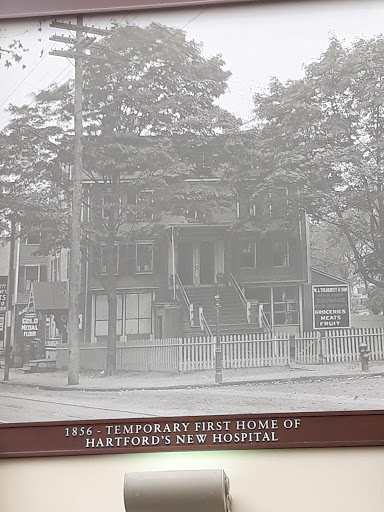 GOLD
MEDAL
FLOUR
GROCERIES
MEATS
FRUIT
1856 - TEMPORARY FIRST HOME OF
HARTFORD'S NEW HOSPITAL